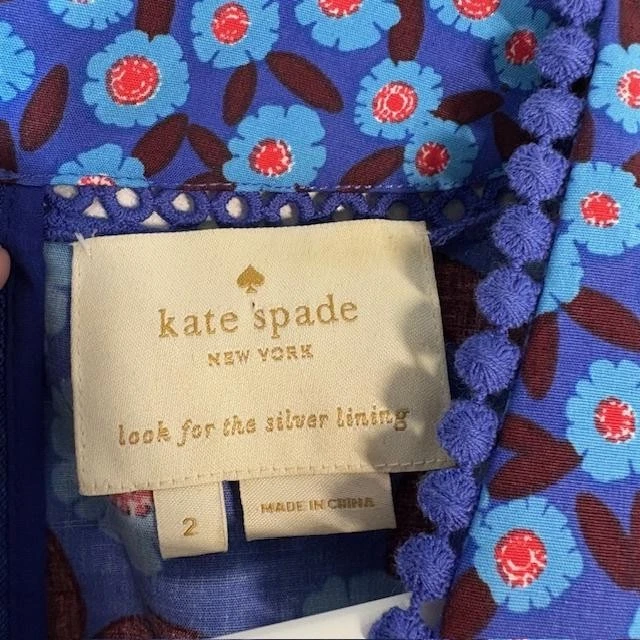 kate spade
NEW YORK
look for the silver lining
2
MADE IN CHINA